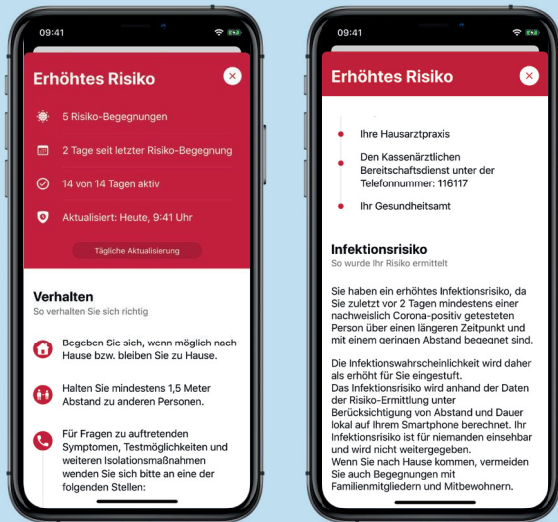 09:41
Erhöhtes Risiko
5 Risiko-Begegnungen
2 Tage seit letzter Risiko-Begegnung
14 von 14 Tagen aktiv
Aktualisiert: Heute, 9:41 Uhr
Tägliche Aktualisierung
Verhalten
So verhalten Sie sich richtig
Begeben Sie sich, wenn möglich nach
Hause bzw. bleiben Sie zu Hause.
Halten Sie mindestens 1,5 Meter
Abstand zu anderen Personen.
Für Fragen zu auftretenden
Symptomen, Testmöglichkeiten und
weiteren Isolationsmaßnahmen
wenden Sie sich bitte an eine der
folgenden Stellen:
09:41
Erhöhtes Risiko
Ihre Hausarztpraxis
Den Kassenärztlichen
Bereitschaftsdienst unter der
Telefonnummer: 116117
Ihr Gesundheitsamt
Infektionsrisiko
So wurde Ihr Risiko ermittelt
Sie haben ein erhöhtes Infektionsrisiko, da
Sie zuletzt vor 2 Tagen mindestens einer
nachweislich Corona-positiv getesteten
Person über einen längeren Zeitpunkt und
mit einem geringen Abstand begegnet sind.
Die Infektionswahrscheinlichkeit wird daher
als erhöht für Sie eingestuft.
Das Infektionsrisiko wird anhand der Daten
der Risiko-Ermittlung unter
Berücksichtigung von Abstand und Dauer
lokal auf Ihrem Smartphone berechnet. Ihr
Infektionsrisiko ist für niemanden einsehbar
und wird nicht weitergegeben.
Wenn Sie nach Hause kommen, vermeiden
Sie auch Begegnungen mit
Familienmitgliedern und Mitbewohnern.